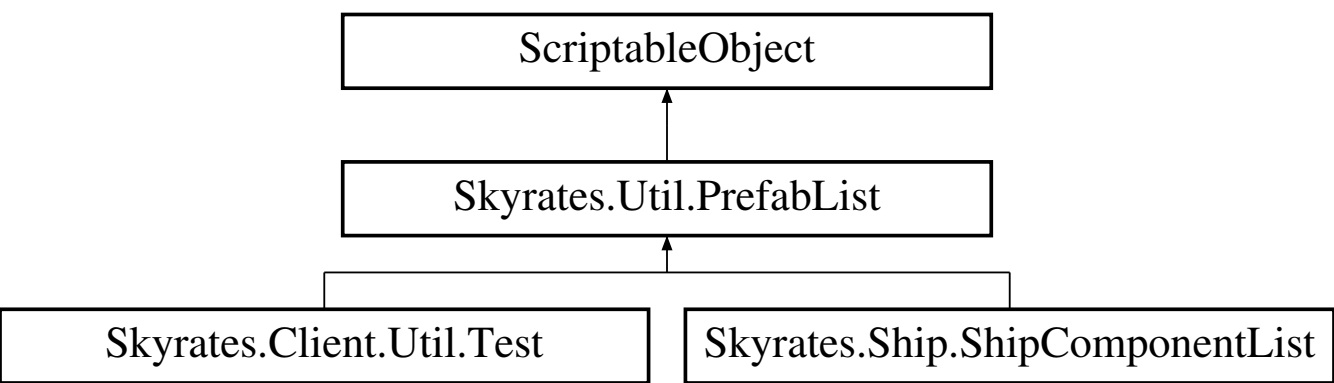 ScriptableObject
Skyrates.Util.PrefabList
Skyrates.Client.Util.Test
Skyrates.Ship.ShipComponentList